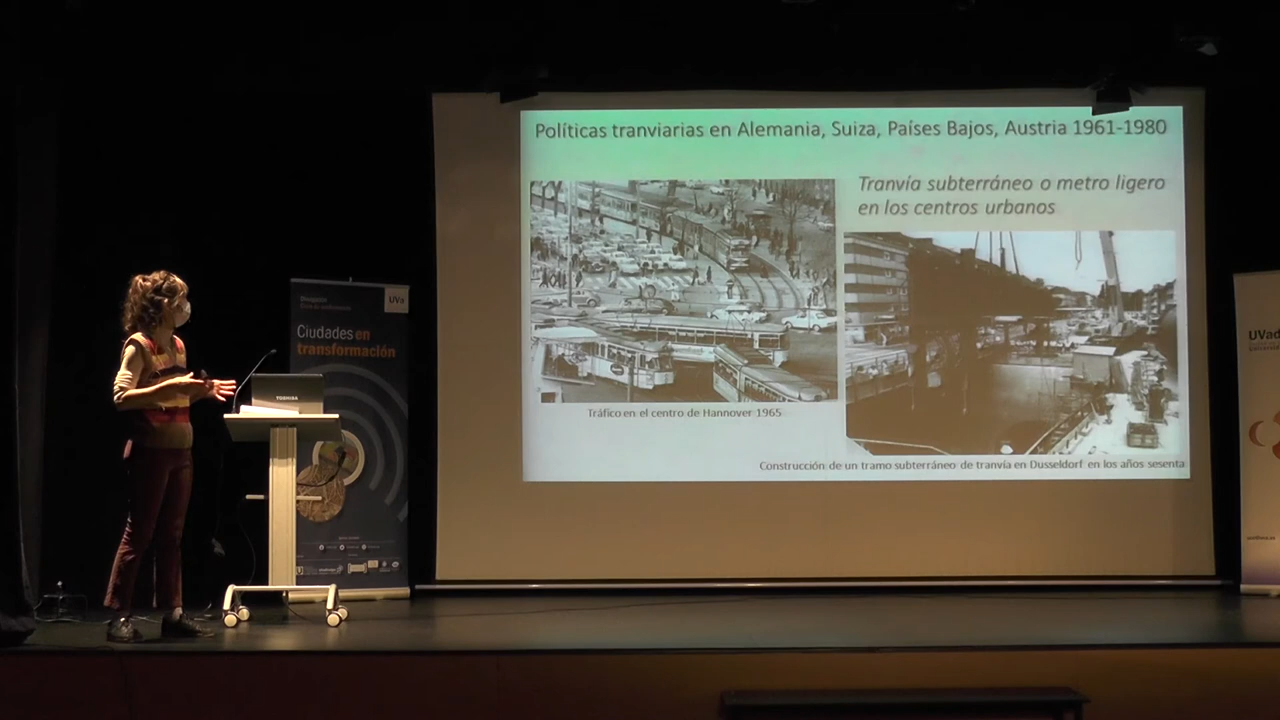 Políticas tranviarias en Alemania, Suiza, Países Bajos, Austria 1961-1980
Tranvía subterráneo o metro ligero
en los centros urbanos
Tráfico en el centro de Hannover 1965
Construcción de un tramo subterráneo de tranvía en Dusseldorf en los años sesenta
UVa
Ciudades en
transformación
TOSHIBA
UVad